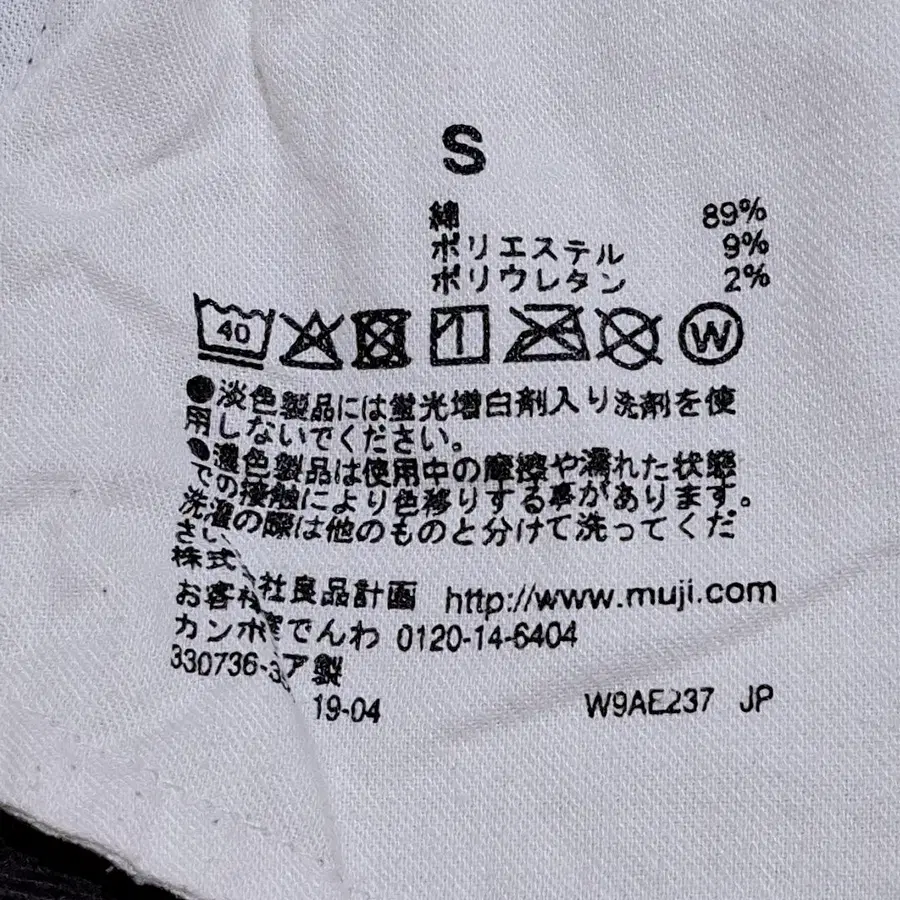 S
綿 89%
ポリエステル 9%
ポリウレタン 2%
40 W
●淡色製品には蛍光増白剤入り洗剤を使
用しないでください。
●濃色製品は使用中の摩擦や濡れた状態
での接触により色移りする事があります。
洗濯の際は他のものと分けて洗ってくだ
さい
株式 社良品計画 http://www.muji.com
お客 でんわ 0120-14-6404
カンボ ア製
330736- 19-04 W9AE237 JP